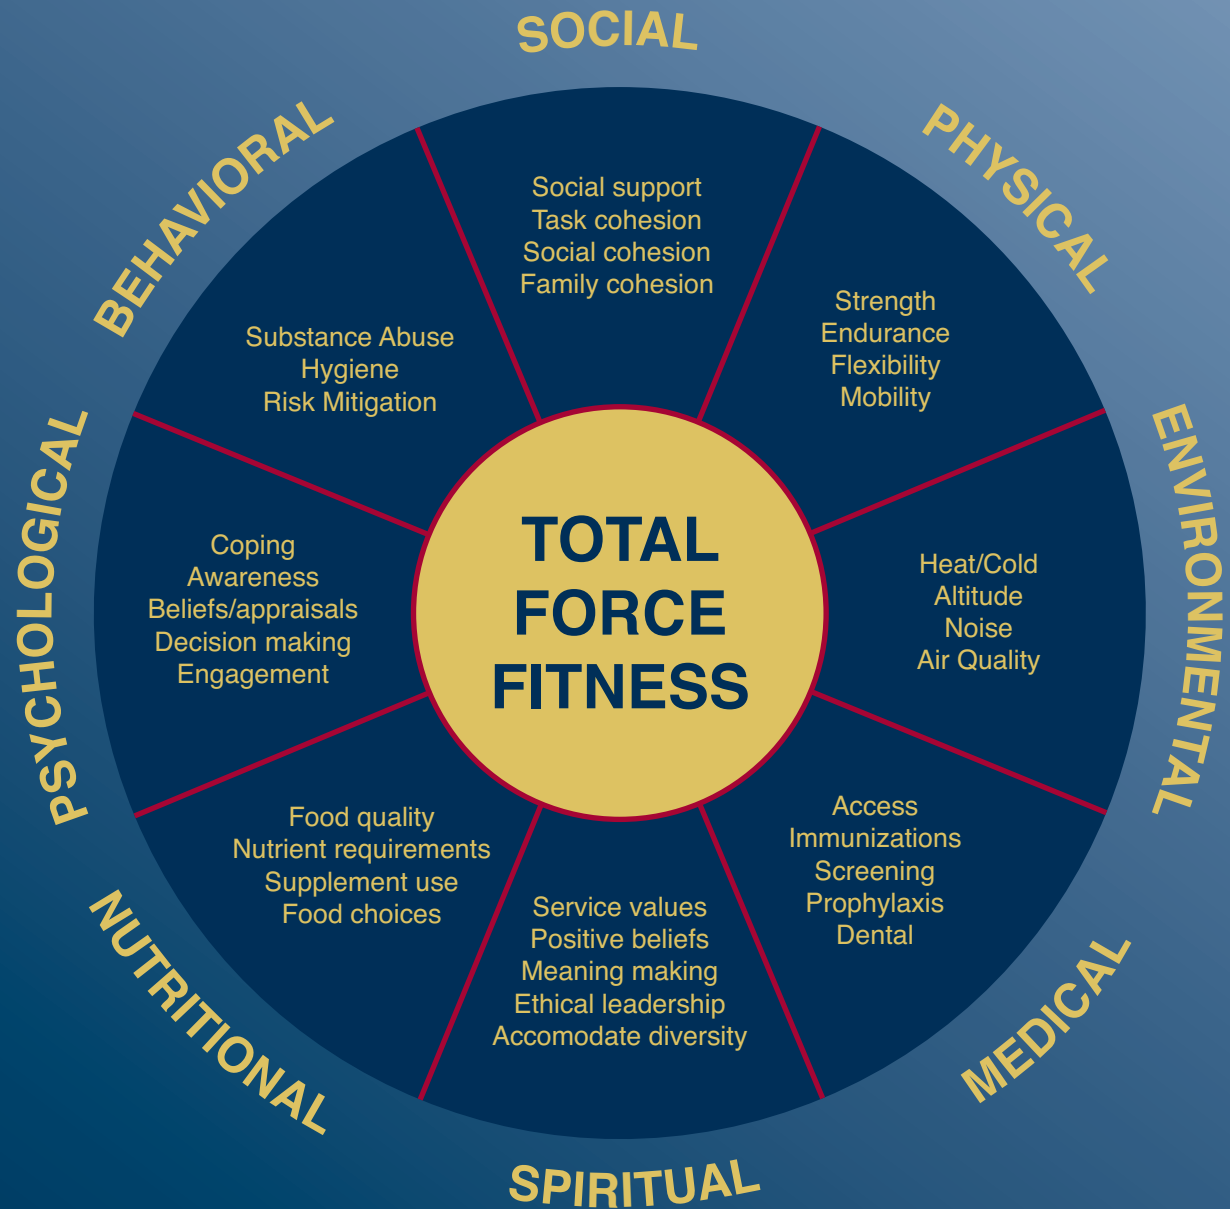 SOCIAL
Social support
Task cohesion
Social cohesion
Family cohesion
PHYSICAL
Strength
Endurance
Flexibility
Mobility
ENVIRONMENTAL
Heat/Cold
Altitude
Noise
Air Quality
MEDICAL
Access
Immunizations
Screening
Prophylaxis
Dental
SPIRITUAL
Service values
Positive beliefs
Meaning making
Ethical leadership
Accomodate diversity
NUTRITIONAL
Food quality
Nutrient requirements
Supplement use
Food choices
PSYCHOLOGICAL
Coping
Awareness
Beliefs/appraisals
Decision making
Engagement
BEHAVIORAL
Substance Abuse
Hygiene
Risk Mitigation
TOTAL
FORCE
FITNESS